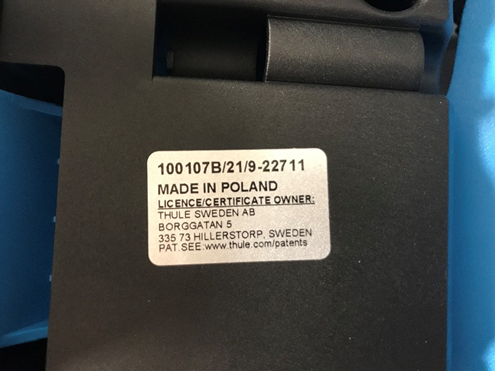 100107B/21/9-22711
MADE IN POLAND
LICENCE/CERTIFICATE OWNER:
THULE SWEDEN AB
BORGGATAN 5
335 73 HILLERSTORP, SWEDEN
PAT.SEE:www.thule.com/patents